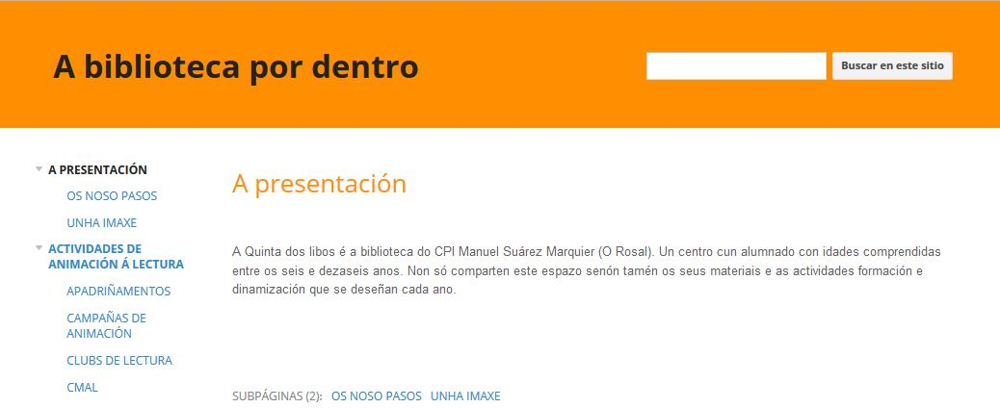 A biblioteca por dentro
Buscar en este sitio
A PRESENTACIÓN
OS NOSO PASOS
UNHA IMAXE
ACTIVIDADES DE
ANIMACIÓN Á LECTURA
APADRIÑAMENTOS
CAMPAÑAS DE
ANIMACIÓN
CLUBS DE LECTURA
CMAL
A presentación
A Quinta dos libos é a biblioteca do CPI Manuel Suárez Marquier (O Rosal). Un centro cun alumnado con idades comprendidas
entre os seis e dezaseis anos. Non só comparten este espazo senón tamén os seus materiais e as actividades formación e
dinamización que se deseñan cada ano.
SUBPÁGINAS (2): OS NOSO PASOS UNHA IMAXE